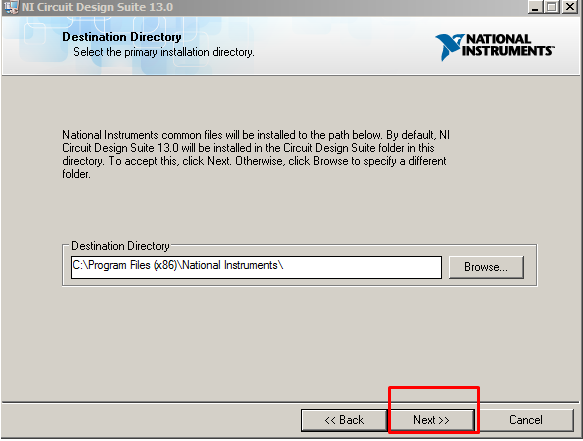 NI Circuit Design Suite 13.0
Destination Directory
Select the primary installation directory.
NATIONAL
INSTRUMENTS
National Instruments common files will be installed to the path below. By default, NI
Circuit Design Suite 13.0 will be installed in the Circuit Design Suite folder in this
directory. To accept this, click Next. Otherwise, click Browse to specify a different
folder.
Destination Directory
C:\Program Files (x86)\National Instruments\
Browse...
<< Back
Next >>
Cancel